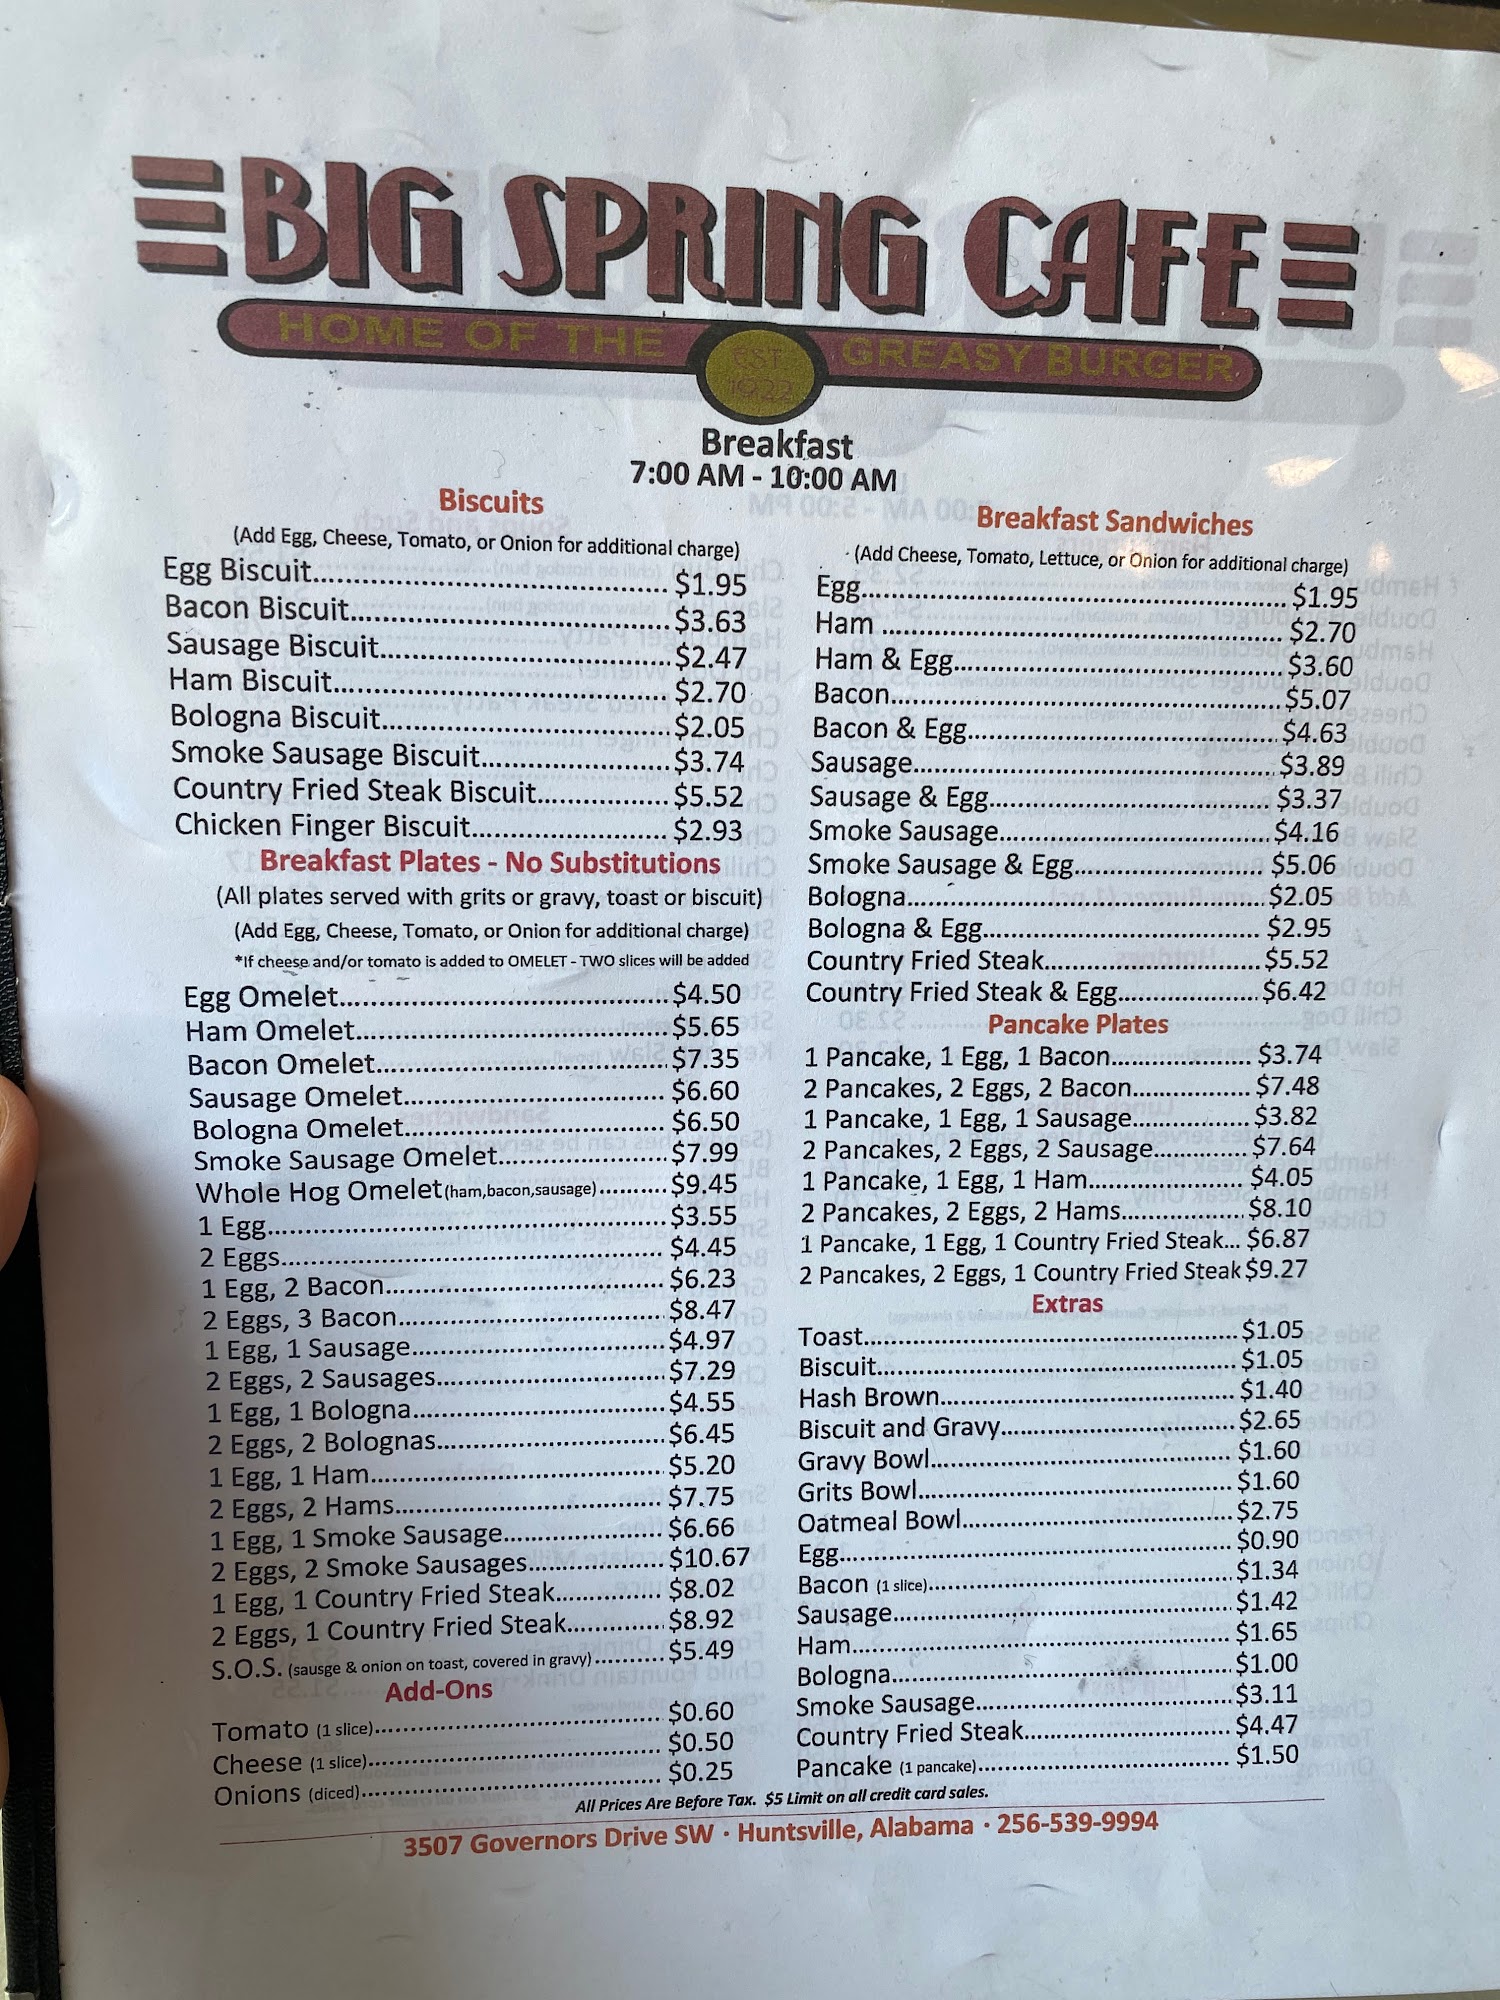 BIG SPRING CAFE
HOME OF THE EST. 1922 GREASY BURGER
Breakfast
7:00 AM - 10:00 AM
Biscuits
(Add Egg, Cheese, Tomato, or Onion for additional charge)
Egg Biscuit $1.95
Bacon Biscuit $3.63
Sausage Biscuit $2.47
Ham Biscuit $2.70
Bologna Biscuit $2.05
Smoke Sausage Biscuit $3.74
Country Fried Steak Biscuit $5.52
Chicken Finger Biscuit $2.93
Breakfast Plates - No Substitutions
(All plates served with grits or gravy, toast or biscuit)
(Add Egg, Cheese, Tomato, or Onion for additional charge)
*If cheese and/or tomato is added to OMELET - TWO slices will be added
Egg Omelet $4.50
Ham Omelet $5.65
Bacon Omelet $7.35
Sausage Omelet $6.60
Bologna Omelet $6.50
Smoke Sausage Omelet $7.99
Whole Hog Omelet (ham,bacon,sausage) $9.45
1 Egg $3.55
2 Eggs $4.45
1 Egg, 2 Bacon $6.23
2 Eggs, 3 Bacon $8.47
1 Egg, 1 Sausage $4.97
2 Eggs, 2 Sausages $7.29
1 Egg, 1 Bologna $4.55
2 Eggs, 2 Bolognas $6.45
1 Egg, 1 Ham $5.20
2 Eggs, 2 Hams $7.75
1 Egg, 1 Smoke Sausage $6.66
2 Eggs, 2 Smoke Sausages $10.67
1 Egg, 1 Country Fried Steak $8.02
2 Eggs, 1 Country Fried Steak $8.92
S.O.S. (sausge & onion on toast, covered in gravy) $5.49
Add-Ons
Tomato (1 slice) $0.60
Cheese (1 slice) $0.50
Onions (diced) $0.25
Breakfast Sandwiches
(Add Cheese, Tomato, Lettuce, or Onion for additional charge)
Egg $1.95
Ham $2.70
Ham & Egg $3.60
Bacon $5.07
Bacon & Egg $4.63
Sausage $3.89
Sausage & Egg $3.37
Smoke Sausage $4.16
Smoke Sausage & Egg $5.06
Bologna $2.05
Bologna & Egg $2.95
Country Fried Steak $5.52
Country Fried Steak & Egg $6.42
Pancake Plates
1 Pancake, 1 Egg, 1 Bacon $3.74
2 Pancakes, 2 Eggs, 2 Bacon $7.48
1 Pancake, 1 Egg, 1 Sausage $3.82
2 Pancakes, 2 Eggs, 2 Sausage $7.64
1 Pancake, 1 Egg, 1 Ham $4.05
2 Pancakes, 2 Eggs, 2 Hams $8.10
1 Pancake, 1 Egg, 1 Country Fried Steak... $6.87
2 Pancakes, 2 Eggs, 1 Country Fried Steak $9.27
Extras
Toast $1.05
Biscuit $1.05
Hash Brown $1.40
Biscuit and Gravy $2.65
Gravy Bowl $1.60
Grits Bowl $1.60
Oatmeal Bowl $2.75
Egg $0.90
Bacon (1 slice) $1.34
Sausage $1.42
Ham $1.65
Bologna $1.00
Smoke Sausage $3.11
Country Fried Steak $4.47
Pancake (1 pancake) $1.50
All Prices Are Before Tax. $5 Limit on all credit card sales.
3507 Governors Drive SW · Huntsville, Alabama · 256-539-9994